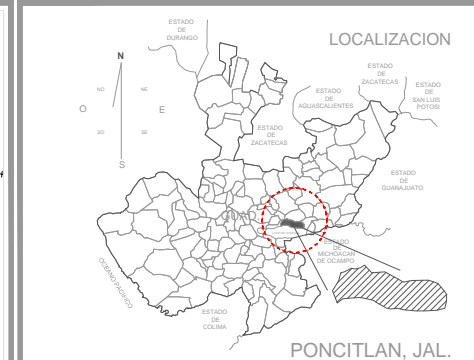 LOCALIZACION
ESTADO
DE
DURANGO
N
NO
NE
O
E
SO
SE
S
ESTADO
DE
ZACATECAS
ESTADO
DE
AGUASCALIENTES
ESTADO
DE
SAN LUIS
POTOSI
ESTADO
DE
ZACATECAS
ESTADO
DE
GUANAJUATO
GUAD
ESTADO
DE
MICHOACAN
DE OCAMPO
OCEANO PACIFICO
ESTADO
DE
COLIMA
PONCITLAN, JAL.